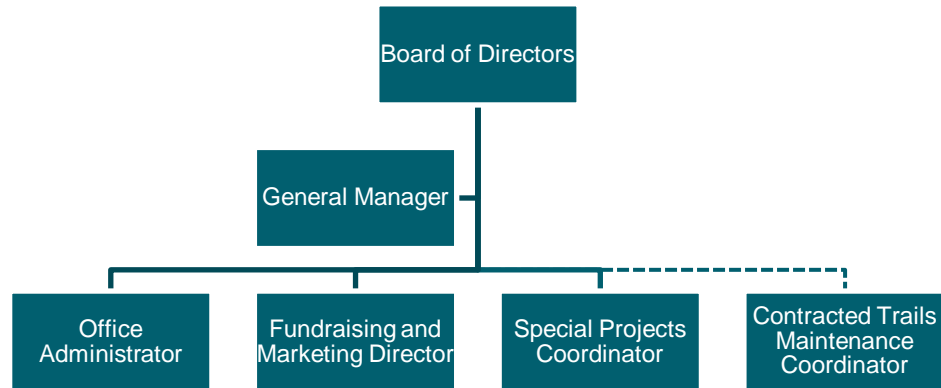 Board of Directors
General Manager
Office
Administrator
Fundraising and
Marketing Director
Special Projects
Coordinator
Contracted Trails
Maintenance
Coordinator